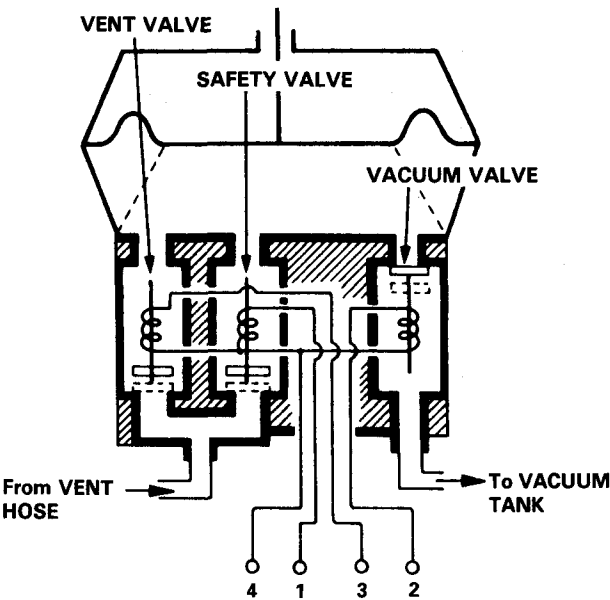 VENT VALVE
SAFETY VALVE
VACUUM VALVE
From VENT
HOSE
To VACUUM
TANK
4 1 3 2